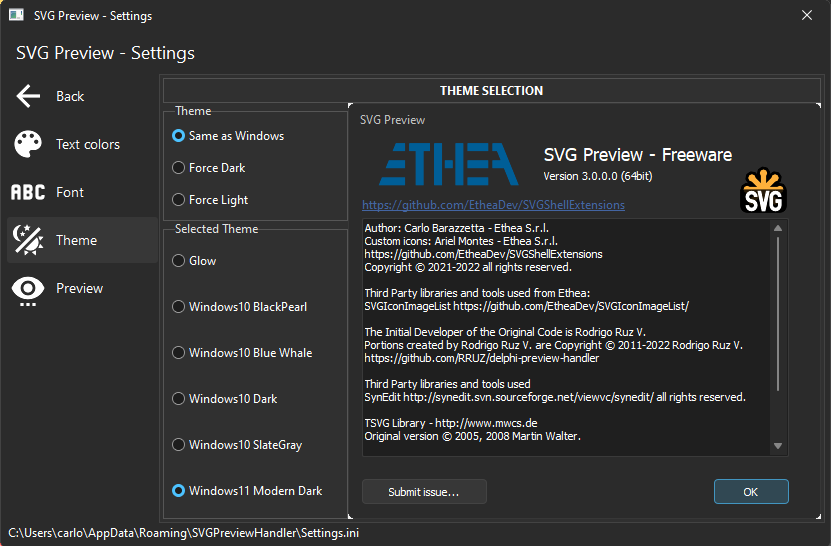 SVG Preview - Settings
SVG Preview - Settings
Back
Text colors
ABC
Font
Theme
Preview
THEME SELECTION
Theme
Same as Windows
Force Dark
Force Light
Selected Theme
Glow
Windows10 BlackPearl
Windows10 Blue Whale
Windows10 Dark
Windows10 SlateGray
Windows11 Modern Dark
SVG Preview
ETHEA
SVG Preview - Freeware
Version 3.0.0.0 (64bit)
SVG
https://github.com/EtheaDev/SVGShellExtensions
Author: Carlo Barazzetta - Ethea S.r.l.
Custom icons: Ariel Montes - Ethea S.r.l.
https://github.com/EtheaDev/SVGShellExtensions
Copyright © 2021-2022 all rights reserved.
Third Party libraries and tools used from Ethea:
SVGIconImageList https://github.com/EtheaDev/SVGIconImageList/
The Initial Developer of the Original Code is Rodrigo Ruz V.
Portions created by Rodrigo Ruz V. are Copyright © 2011-2022 Rodrigo Ruz V.
https://github.com/RRUZ/delphi-preview-handler
Third Party libraries and tools used
SynEdit http://synedit.svn.sourceforge.net/viewvc/synedit/ all rights reserved.
TSVG Library - http://www.mwcs.de
Original version © 2005, 2008 Martin Walter.
Submit issue...
OK
C:\Users\carlo\AppData\Roaming\SVGPreviewHandler\Settings.ini